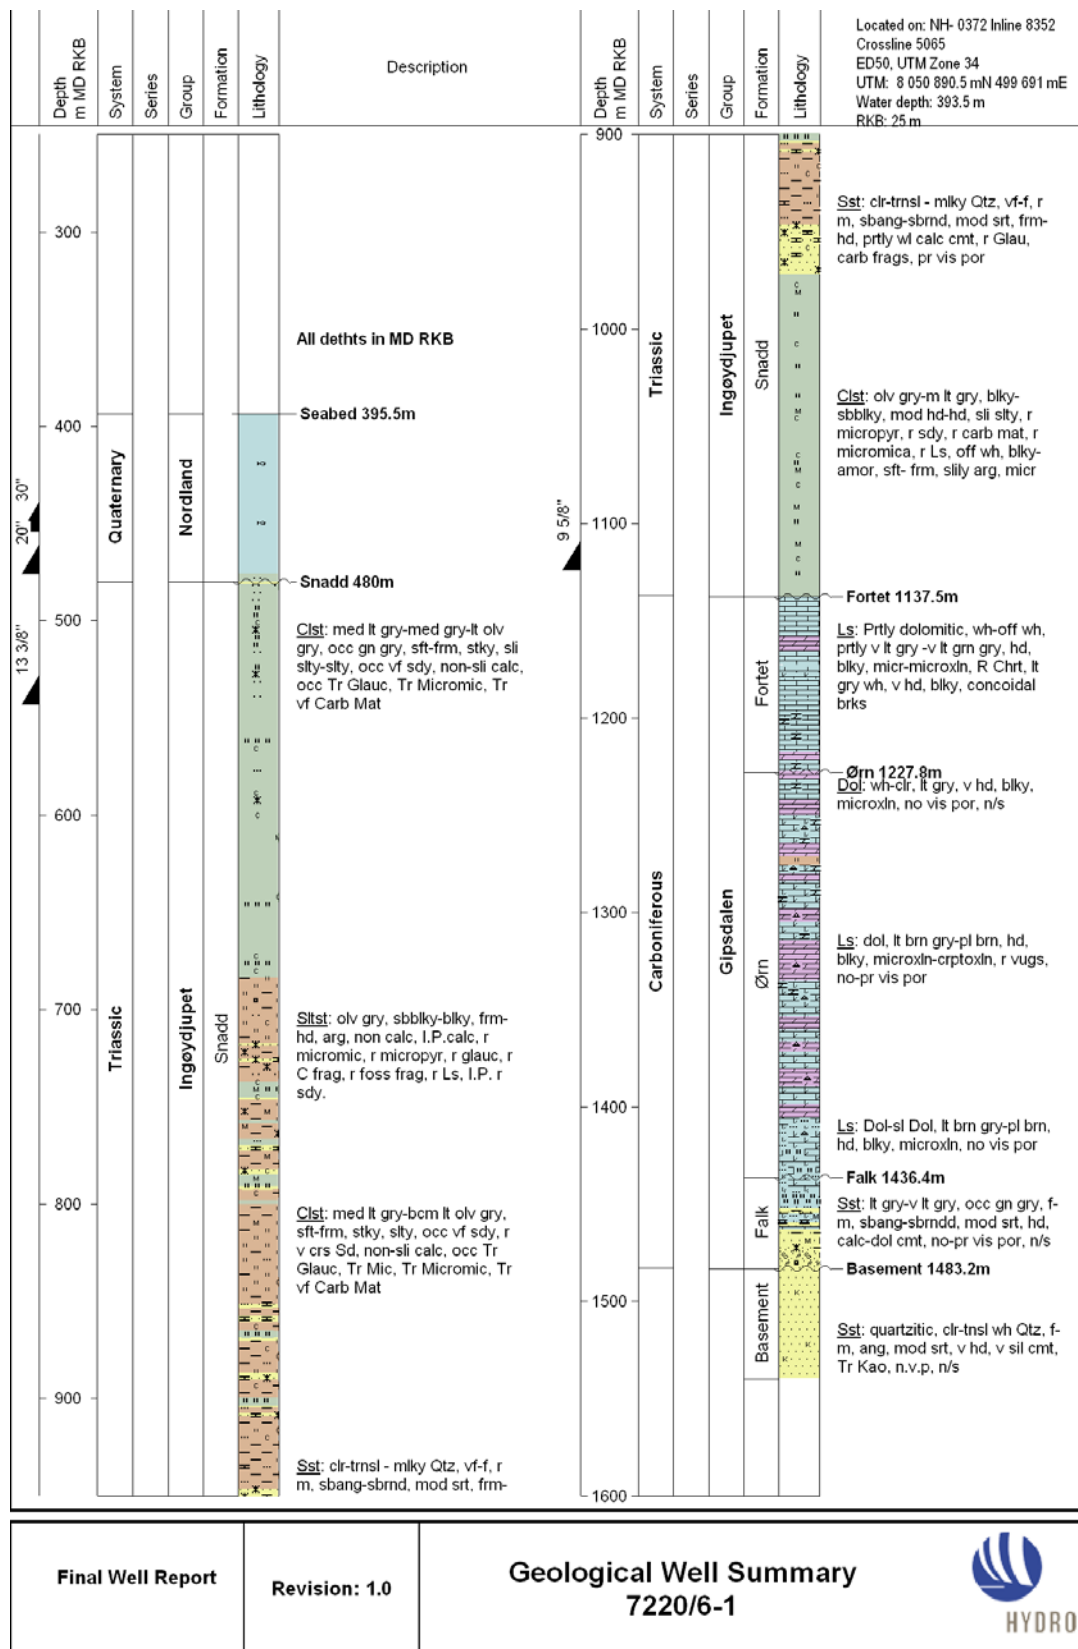 Depth
m MD RKB
System
Series
Group
Formation
Lithology
Description
300
400
500
600
700
800
900
30"
20"
13 3/8"
Quaternary
Nordland
Triassic
Ingøydjupet
Snadd
All dethts in MD RKB
Seabed 395.5m
Snadd 480m
Clst: med lt gry-med gry-lt olv
gry, occ gn gry, sft-frm, stky, sli
slty-slty, occ vf sdy, non-sli calc,
occ Tr Glauc, Tr Micromic, Tr
vf Carb Mat
Sltst: olv gry, sbblky-blky, frm-
hd, arg, non calc, I.P.calc, r
micromic, r micropyr, r glauc, r
C frag, r foss frag, r Ls, I.P. r
sdy.
Clst: med lt gry-bcm lt olv gry,
sft-frm, stky, slty, occ vf sdy, r
v crs Sd, non-sli calc, occ Tr
Glauc, Tr Mic, Tr Micromic, Tr
vf Carb Mat
Sst: clr-trnsl - mlky Qtz, vf-f, r
m, sbang-sbrnd, mod srt, frm-
Depth
m MD RKB
System
Series
Group
Formation
Lithology
Located on: NH- 0372 Inline 8352
Crossline 5065
ED50, UTM Zone 34
UTM: 8 050 890.5 mN 499 691 mE
Water depth: 393.5 m
RKB: 25 m
900
1000
1100
1200
1300
1400
1500
1600
9 5/8"
Triassic
Carboniferous
Ingøydjupet
Gipsdalen
Snadd
Fortet
Ørn
Falk
Basement
Sst: clr-trnsl - mlky Qtz, vf-f, r
m, sbang-sbrnd, mod srt, frm-
hd, prtly wl calc cmt, r Glau,
carb frags, pr vis por
Clst: olv gry-m lt gry, blky-
sbblky, mod hd-hd, sli slty, r
micropyr, r sdy, r carb mat, r
micromica, r Ls, off wh, blky-
amor, sft- frm, slily arg, micr
Fortet 1137.5m
Ls: Prtly dolomitic, wh-off wh,
prtly v lt gry -v lt grn gry, hd,
blky, micr-microxln, R Chrt, lt
gry wh, v hd, blky, concoidal
brks
Ørn 1227.8m
Dol: wh-clr, lt gry, v hd, blky,
microxln, no vis por, n/s
Ls: dol, lt brn gry-pl brn, hd,
blky, microxln-crptoxln, r vugs,
no-pr vis por
Ls: Dol-sl Dol, lt brn gry-pl brn,
hd, blky, microxln, no vis por
Falk 1436.4m
Sst: lt gry-v lt gry, occ gn gry, f-
m, sbang-sbrndd, mod srt, hd,
calc-dol cmt, no-pr vis por, n/s
Basement 1483.2m
Sst: quartzitic, clr-tnsl wh Qtz, f-
m, ang, mod srt, v hd, v sil cmt,
Tr Kao, n.v.p, n/s
Final Well Report
Revision: 1.0
Geological Well Summary
7220/6-1
HYDRO